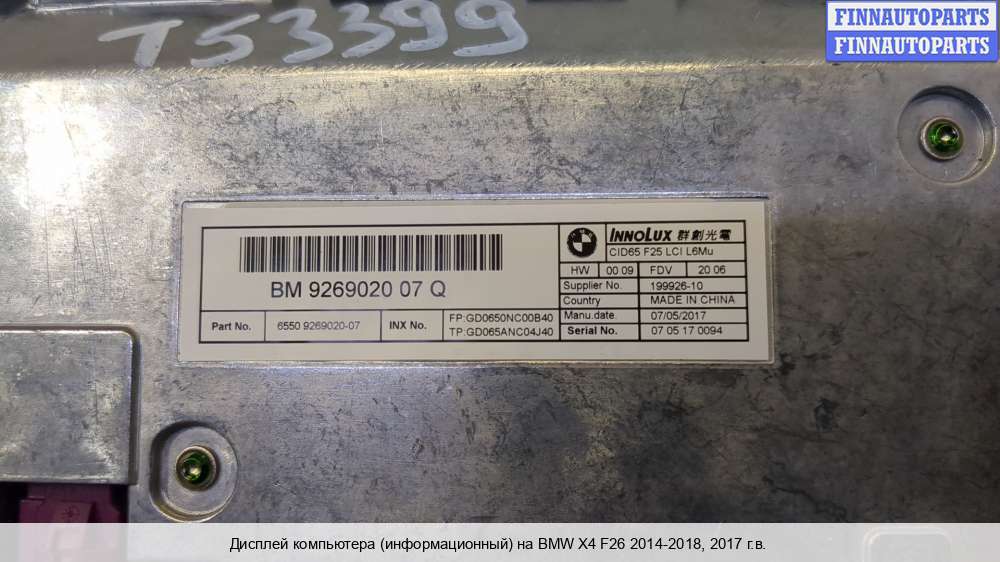 TS3399
FINNAUTOPARTS
FINNAUTOPARTS
BM 9269020 07 Q
INNOLUX 群創光電
CID65 F25 LCI L6Mu
HW 00 09 FDV 20 06
Supplier No. 199926-10
Country MADE IN CHINA
Manu.date. 07/05/2017
Serial No. 07 05 17 0094
Part No. 6550 9269020-07 INX No. FP:GD0650NC00B40
TP:GD065ANC04J40
Дисплей компьютера (информационный) на BMW X4 F26 2014-2018, 2017 г.в.